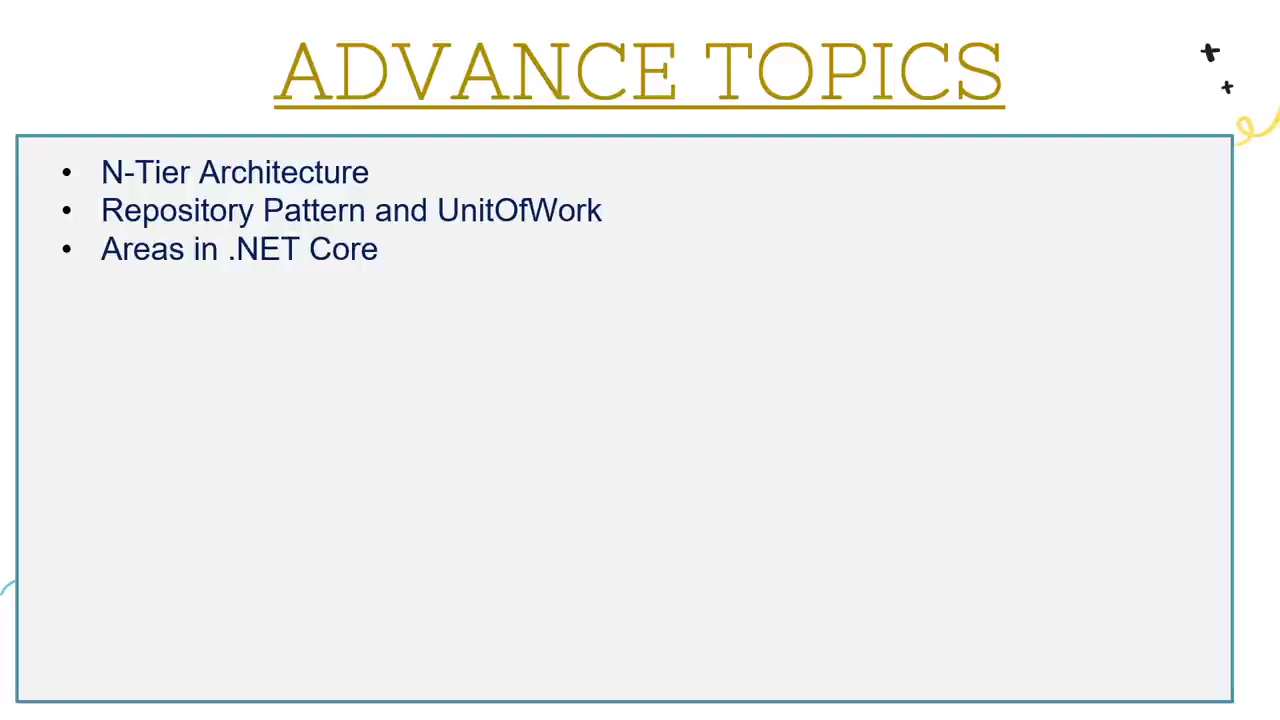 ADVANCE TOPICS
• N-Tier Architecture
• Repository Pattern and UnitOfWork
• Areas in .NET Core